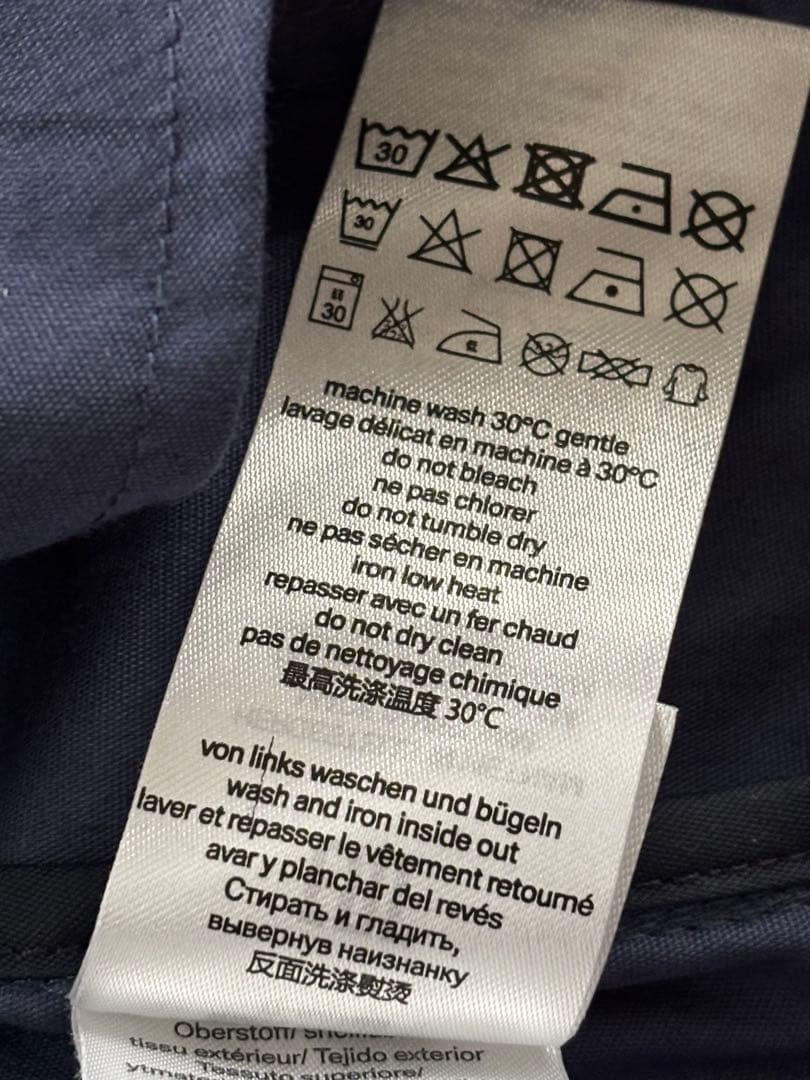 30
30
30
machine wash 30°C gentle
lavage délicat en machine à 30°C
do not bleach
ne pas chlorer
do not tumble dry
ne pas sécher en machine
iron low heat
repasser avec un fer chaud
do not dry clean
pas de nettoyage chimique
最高洗涤温度 30°C
von links waschen und bügeln
wash and iron inside out
laver et repasser le vêtement retourné
avar y planchar del revés
Стирать и гладить,
вывернув наизнанку
反面洗涤熨烫
Oberstoff/
tissu extérieur/ Tejido exterior
Tessuto superiore/